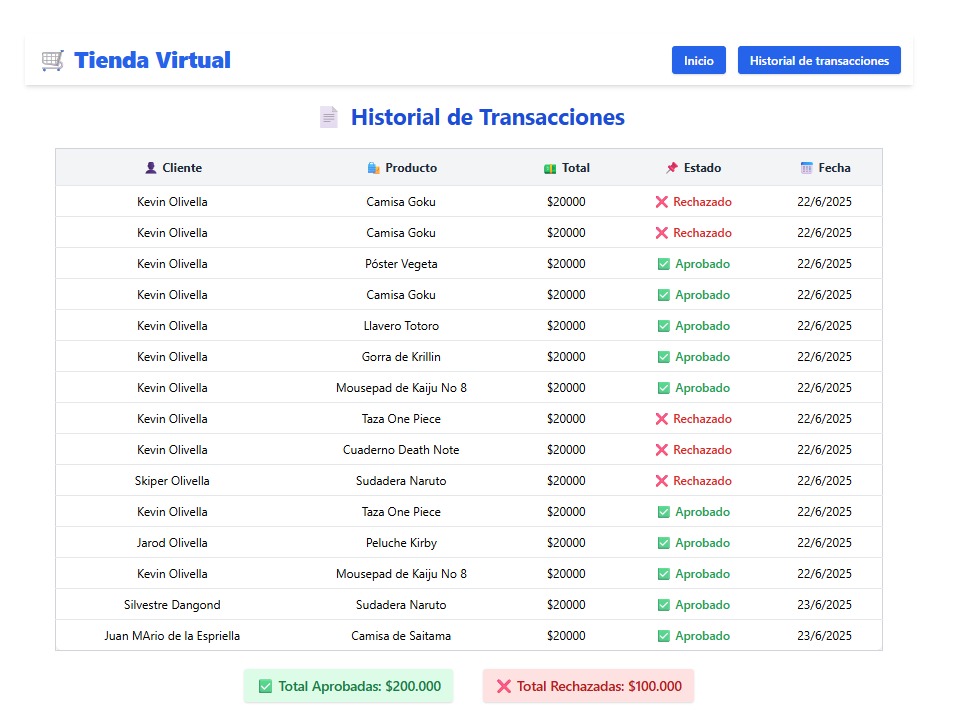 Tienda Virtual
Inicio Historial de transacciones
Historial de Transacciones
Cliente Producto Total Estado Fecha
Kevin Olivella Camisa Goku $20000 Rechazado 22/6/2025
Kevin Olivella Camisa Goku $20000 Rechazado 22/6/2025
Kevin Olivella Póster Vegeta $20000 Aprobado 22/6/2025
Kevin Olivella Camisa Goku $20000 Aprobado 22/6/2025
Kevin Olivella Llavero Totoro $20000 Aprobado 22/6/2025
Kevin Olivella Gorra de Krillin $20000 Aprobado 22/6/2025
Kevin Olivella Mousepad de Kaiju No 8 $20000 Aprobado 22/6/2025
Kevin Olivella Taza One Piece $20000 Rechazado 22/6/2025
Kevin Olivella Cuaderno Death Note $20000 Rechazado 22/6/2025
Skiper Olivella Sudadera Naruto $20000 Rechazado 22/6/2025
Kevin Olivella Taza One Piece $20000 Aprobado 22/6/2025
Jarod Olivella Peluche Kirby $20000 Aprobado 22/6/2025
Kevin Olivella Mousepad de Kaiju No 8 $20000 Aprobado 22/6/2025
Silvestre Dangond Sudadera Naruto $20000 Aprobado 23/6/2025
Juan MArio de la Espriella Camisa de Saitama $20000 Aprobado 23/6/2025
Total Aprobadas: $200.000 Total Rechazadas: $100.000